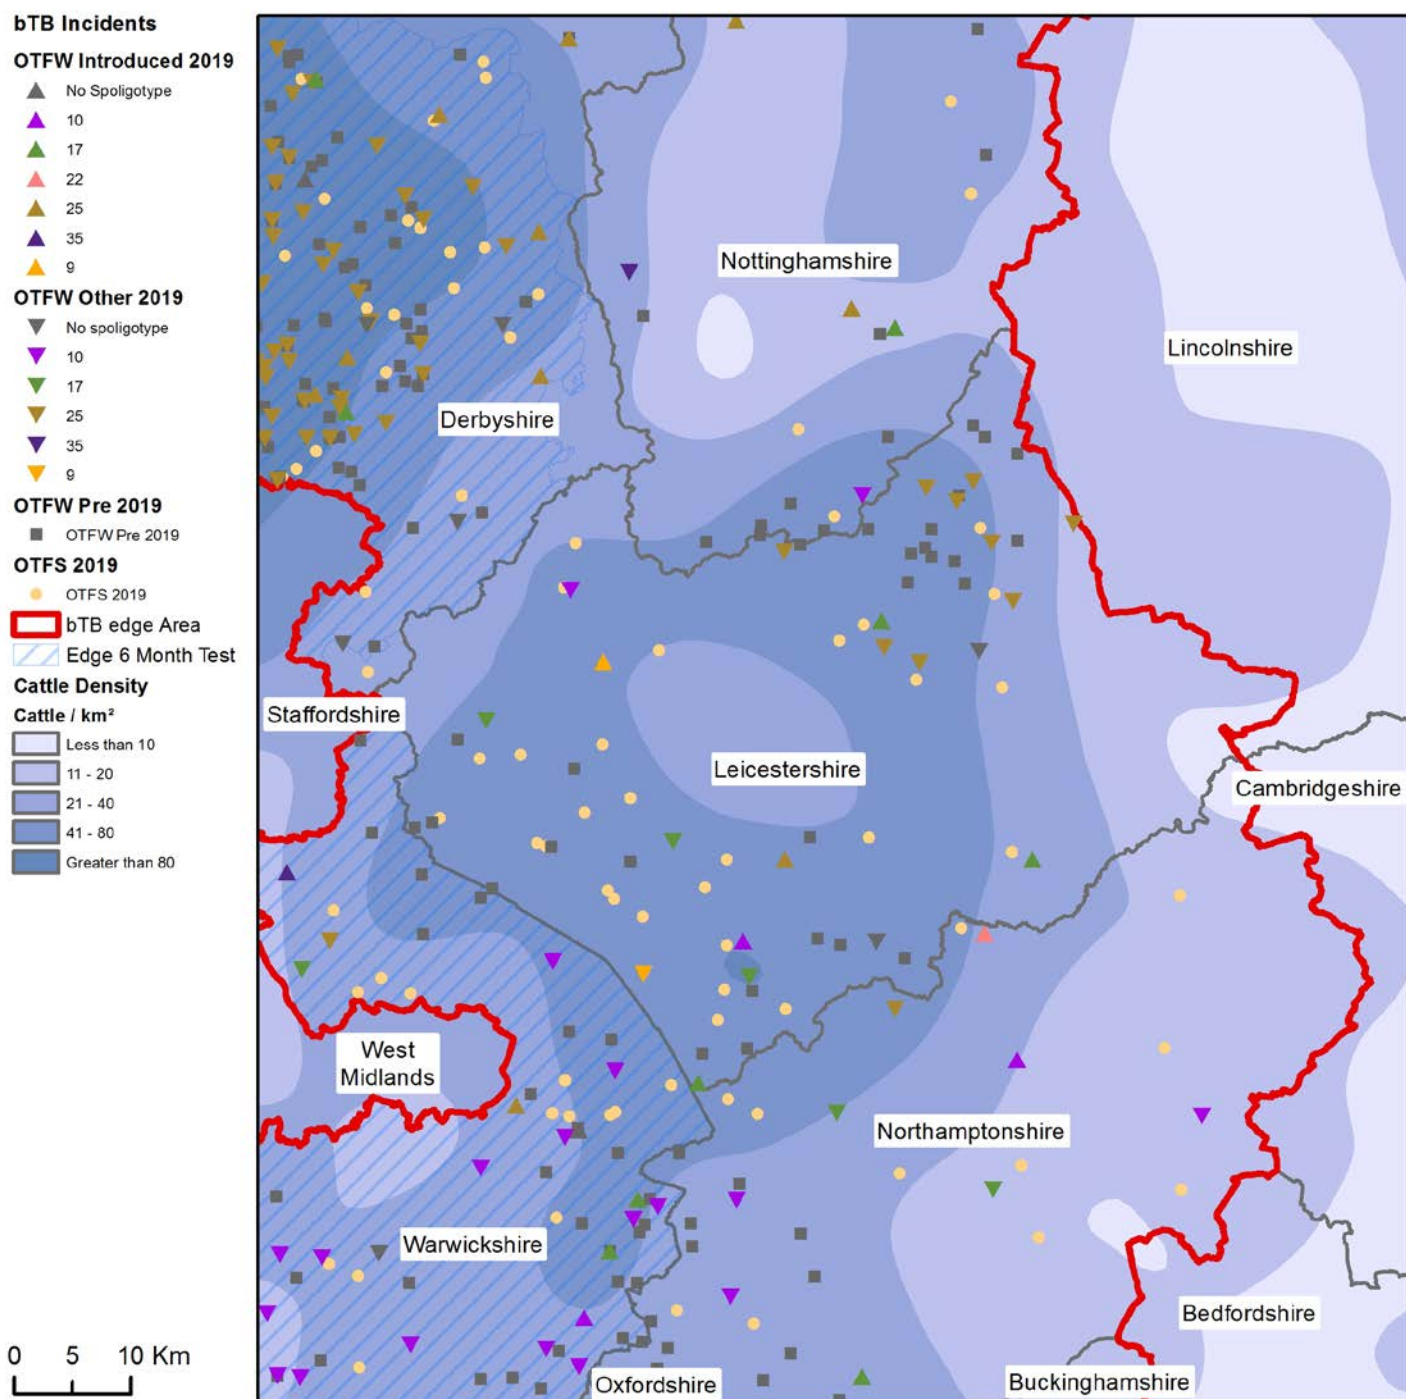 bTB Incidents
OTFW Introduced 2019
No Spoligotype
10
17
22
25
35
9
OTFW Other 2019
No spoligotype
10
17
25
35
9
OTFW Pre 2019
OTFW Pre 2019
OTFS 2019
OTFS 2019
bTB edge Area
Edge 6 Month Test
Cattle Density
Cattle / km²
Less than 10
11 - 20
21 - 40
41 - 80
Greater than 80
0 5 10 Km
Nottinghamshire
Lincolnshire
Derbyshire
Staffordshire
Leicestershire
Cambridgeshire
West
Midlands
Northamptonshire
Warwickshire
Bedfordshire
Oxfordshire
Buckinghamshire